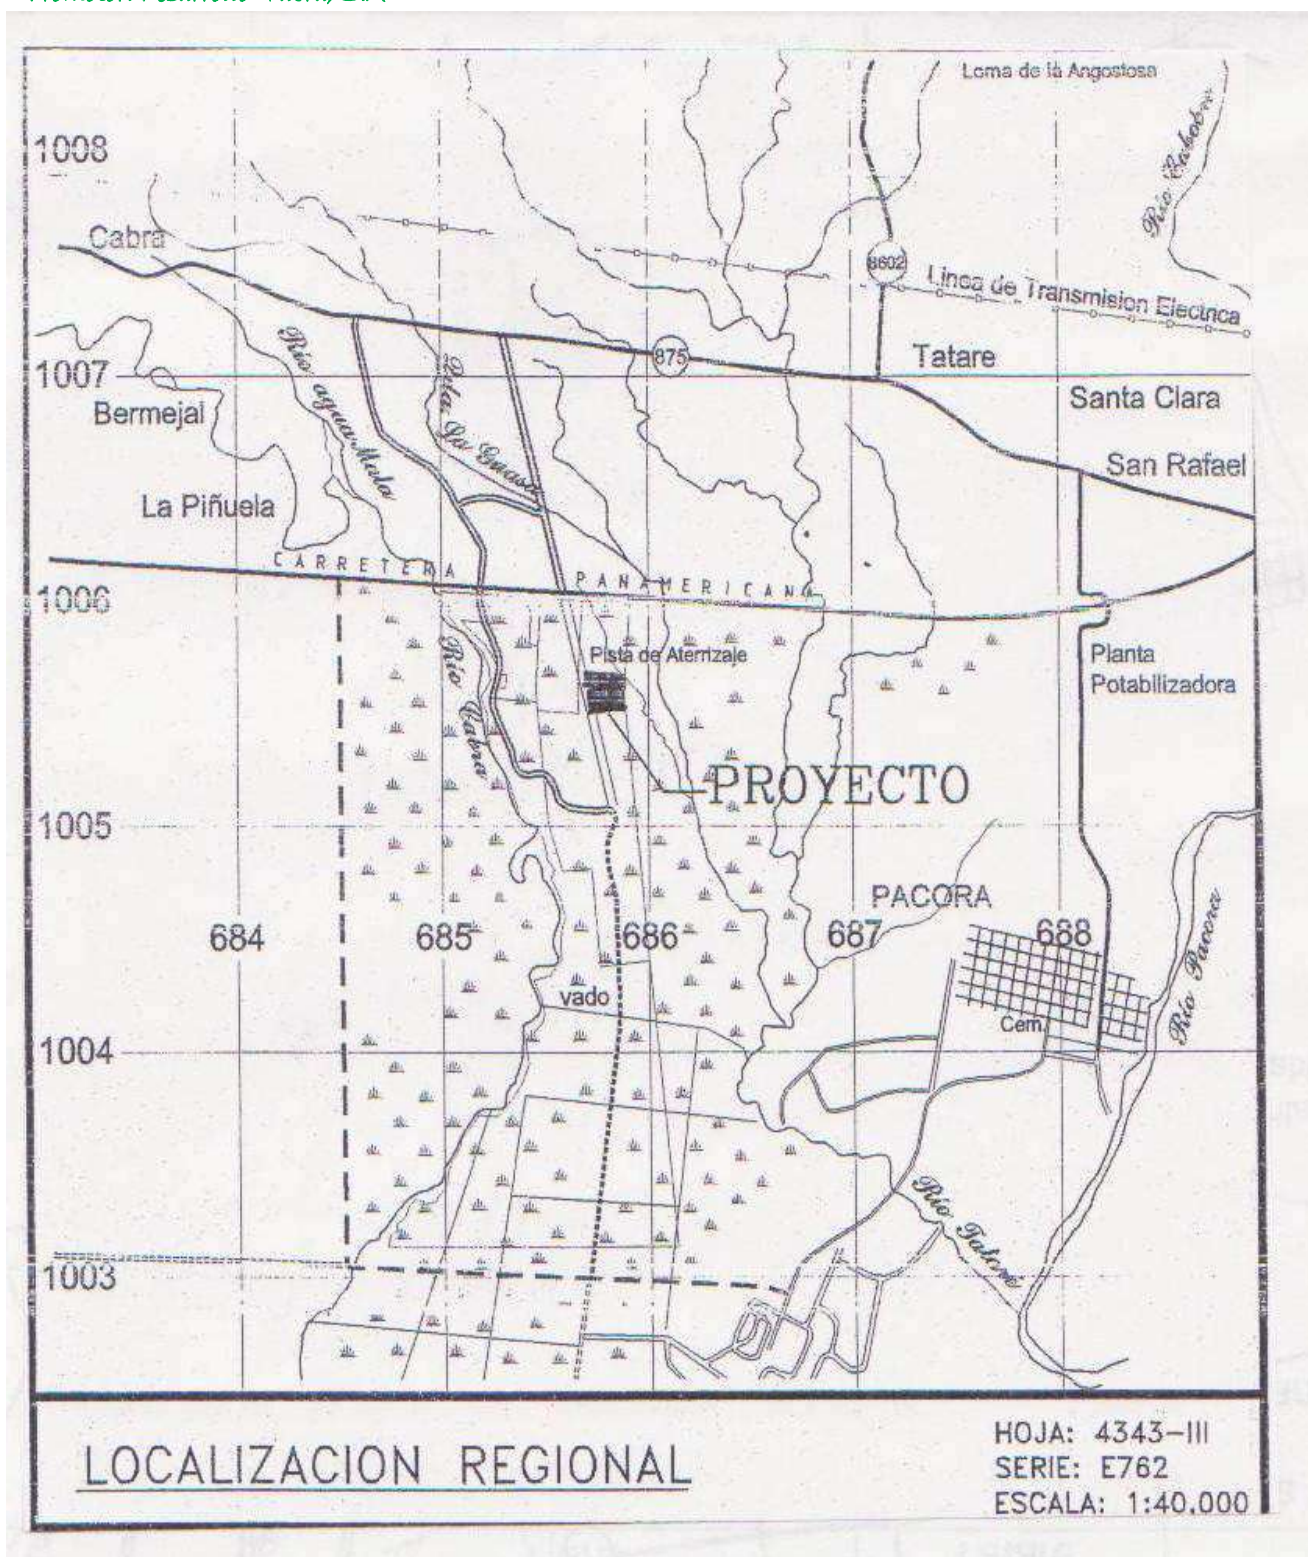 Loma de la Angostosa
1008
Río Cabobre
Cabra
8602
Linea de Transmision Electrica
Río agua Mala
875
Tatare
1007
Santa Clara
Bermejal
San Rafael
La Piñuela
CARRETERA PANAMERICANA
1006
Río Cabra
Pista de Aterrizaje
Planta
Potabilizadora
PROYECTO
1005
PACORA
684
685
686
687
688
Río Pacora
vado
Cem.
1004
Río Tataré
1003
LOCALIZACION REGIONAL
HOJA: 4343-III
SERIE: E762
ESCALA: 1:40,000